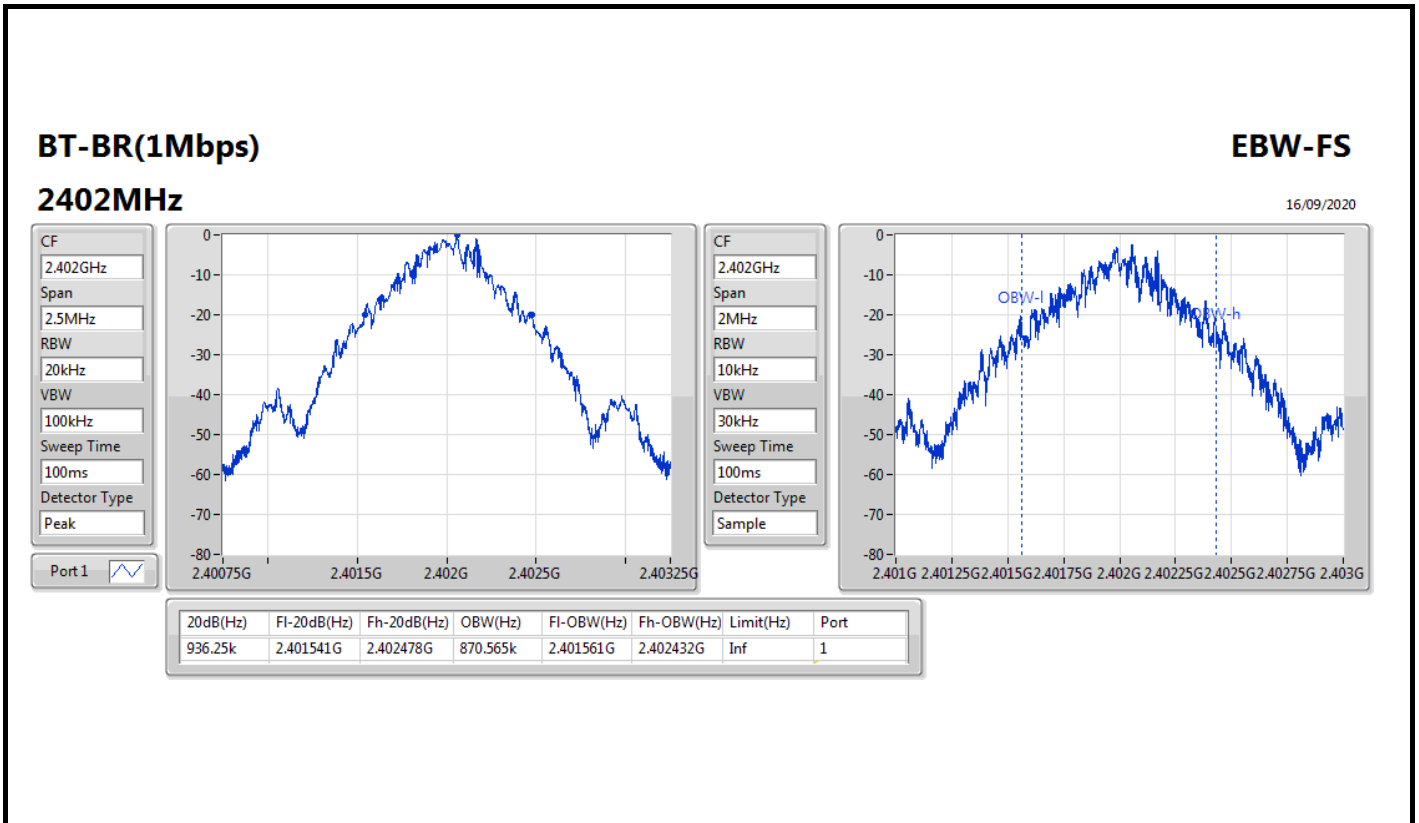 BT-BR(1Mbps)
EBW-FS
2402MHz
16/09/2020
CF
2.402GHz
Span
2.5MHz
RBW
20kHz
VBW
100kHz
Sweep Time
100ms
Detector Type
Peak
Port 1
0
-10
-20
-30
-40
-50
-60
-70
-80
2.40075G 2.4015G 2.402G 2.4025G 2.40325G
CF
2.402GHz
Span
2MHz
RBW
10kHz
VBW
30kHz
Sweep Time
100ms
Detector Type
Sample
0
-10
-20
-30
-40
-50
-60
-70
-80
OBW-l
OBW-h
2.401G 2.40125G 2.4015G 2.40175G 2.402G 2.40225G 2.4025G 2.40275G 2.403G
20dB(Hz) Fl-20dB(Hz) Fh-20dB(Hz) OBW(Hz) Fl-OBW(Hz) Fh-OBW(Hz) Limit(Hz) Port
936.25k 2.401541G 2.402478G 870.565k 2.401561G 2.402432G Inf 1